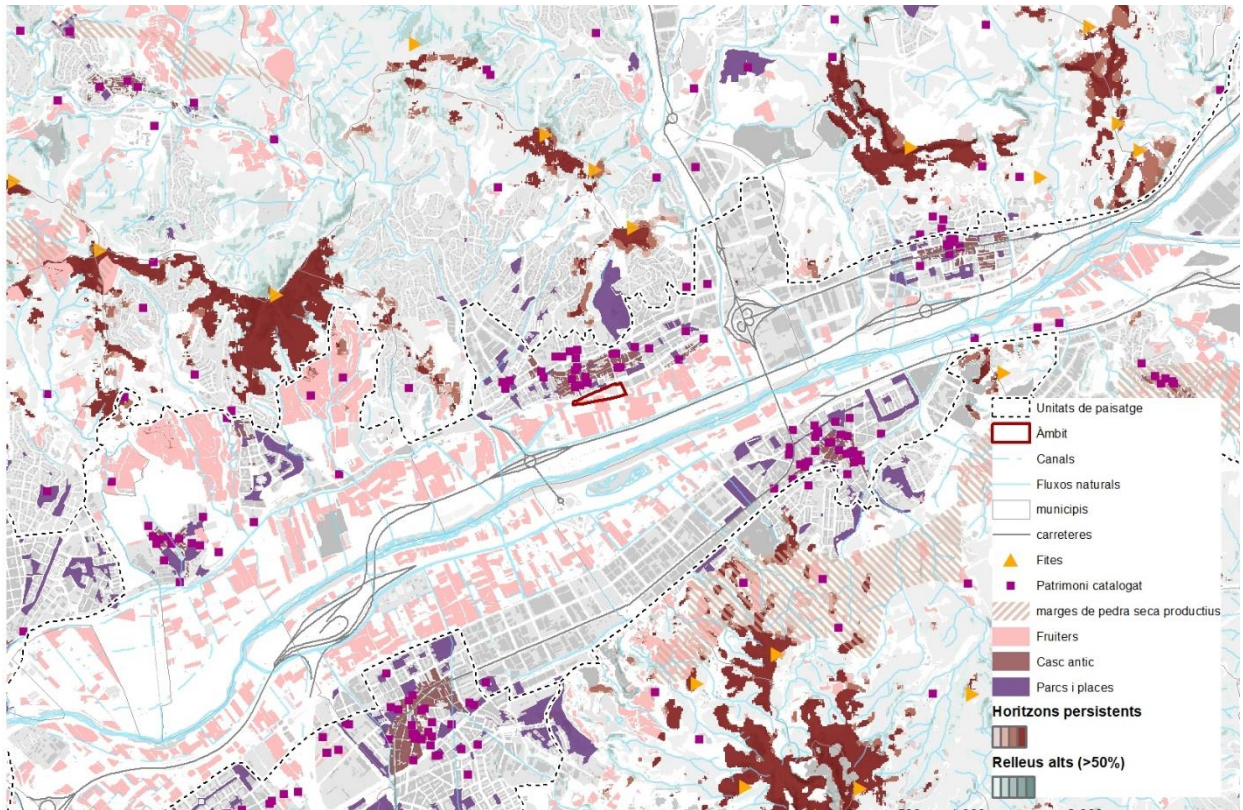 Unitats de paisatge
Àmbit
Canals
Fluxos naturals
municipis
carreteres
Fites
Patrimoni catalogat
marges de pedra seca productius
Fruiters
Casc antic
Parcs i places
Horitzons persistents
Relleus alts (>50%)